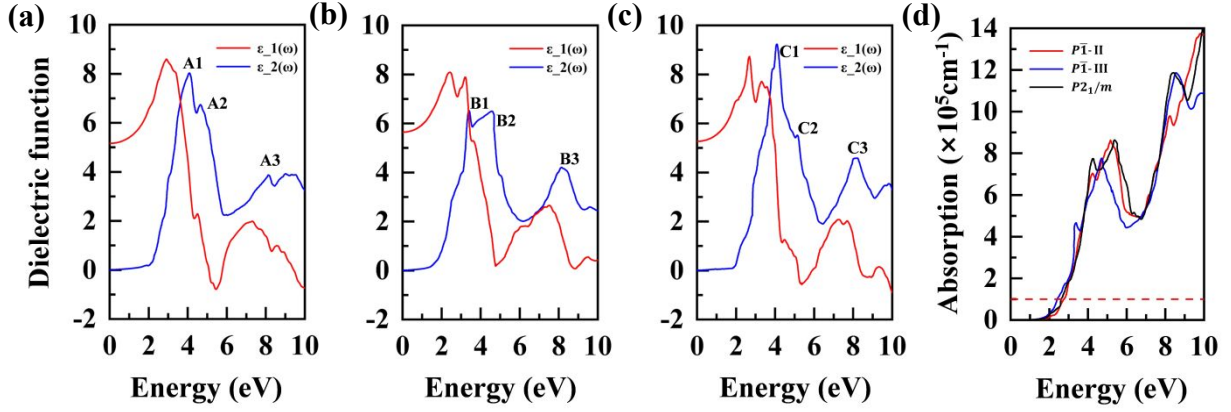 (a)
Dielectric function
10
8
6
4
2
0
-2
0 2 4 6 8 10
Energy (eV)
ε_1(ω)
ε_2(ω)
A1
A2
A3
(b)
10
8
6
4
2
0
-2
0 2 4 6 8 10
Energy (eV)
ε_1(ω)
ε_2(ω)
B1
B2
B3
(c)
10
8
6
4
2
0
-2
0 2 4 6 8 10
Energy (eV)
ε_1(ω)
ε_2(ω)
C1
C2
C3
(d)
Absorption (×10⁵cm⁻¹)
14
12
10
8
6
4
2
0
0 2 4 6 8 10
Energy (eV)
P1̅-II
P1̅-III
P2₁/m